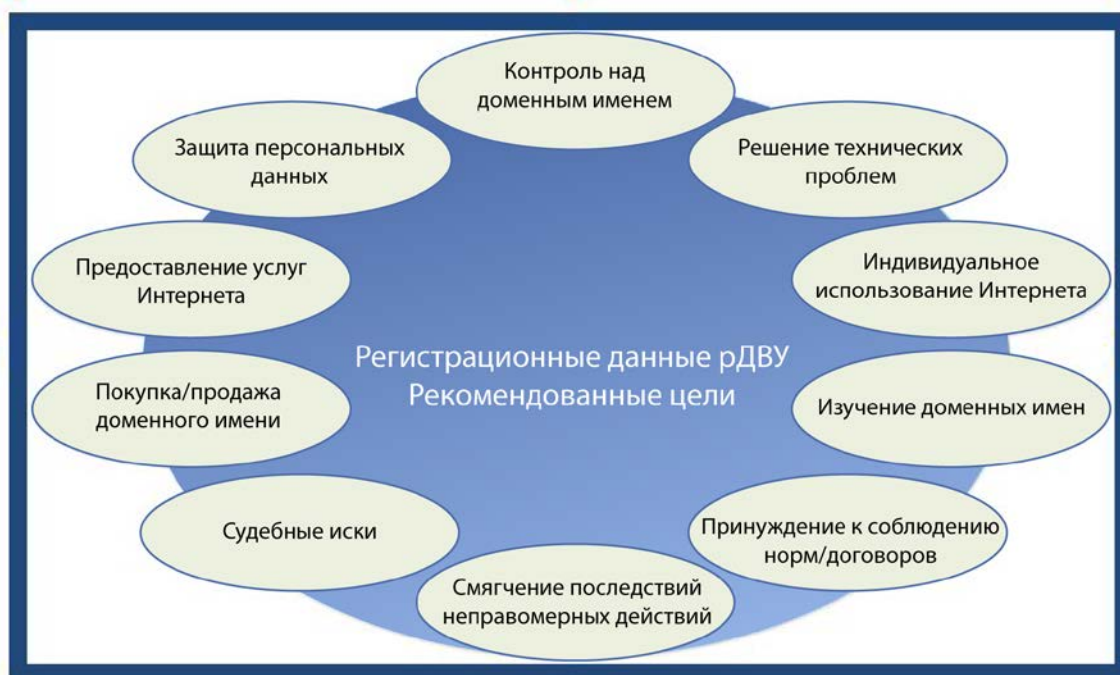 Контроль над
доменным именем
Защита персональных
данных
Решение технических
проблем
Предоставление услуг
Интернета
Индивидуальное
использование Интернета
Регистрационные данные рДВУ
Рекомендованные цели
Покупка/продажа
доменного имени
Изучение доменных имен
Судебные иски
Принуждение к соблюдению
норм/договоров
Смягчение последствий
неправомерных действий